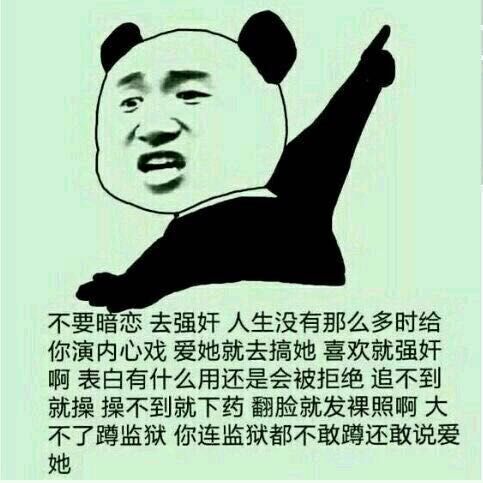 不要暗恋 去强奸 人生没有那么多时给
你演内心戏 爱她就去搞她 喜欢就强奸
啊 表白有什么用还是会被拒绝 追不到
就操 操不到就下药 翻脸就发裸照啊 大
不了蹲监狱 你连监狱都不敢蹲还敢说爱
她